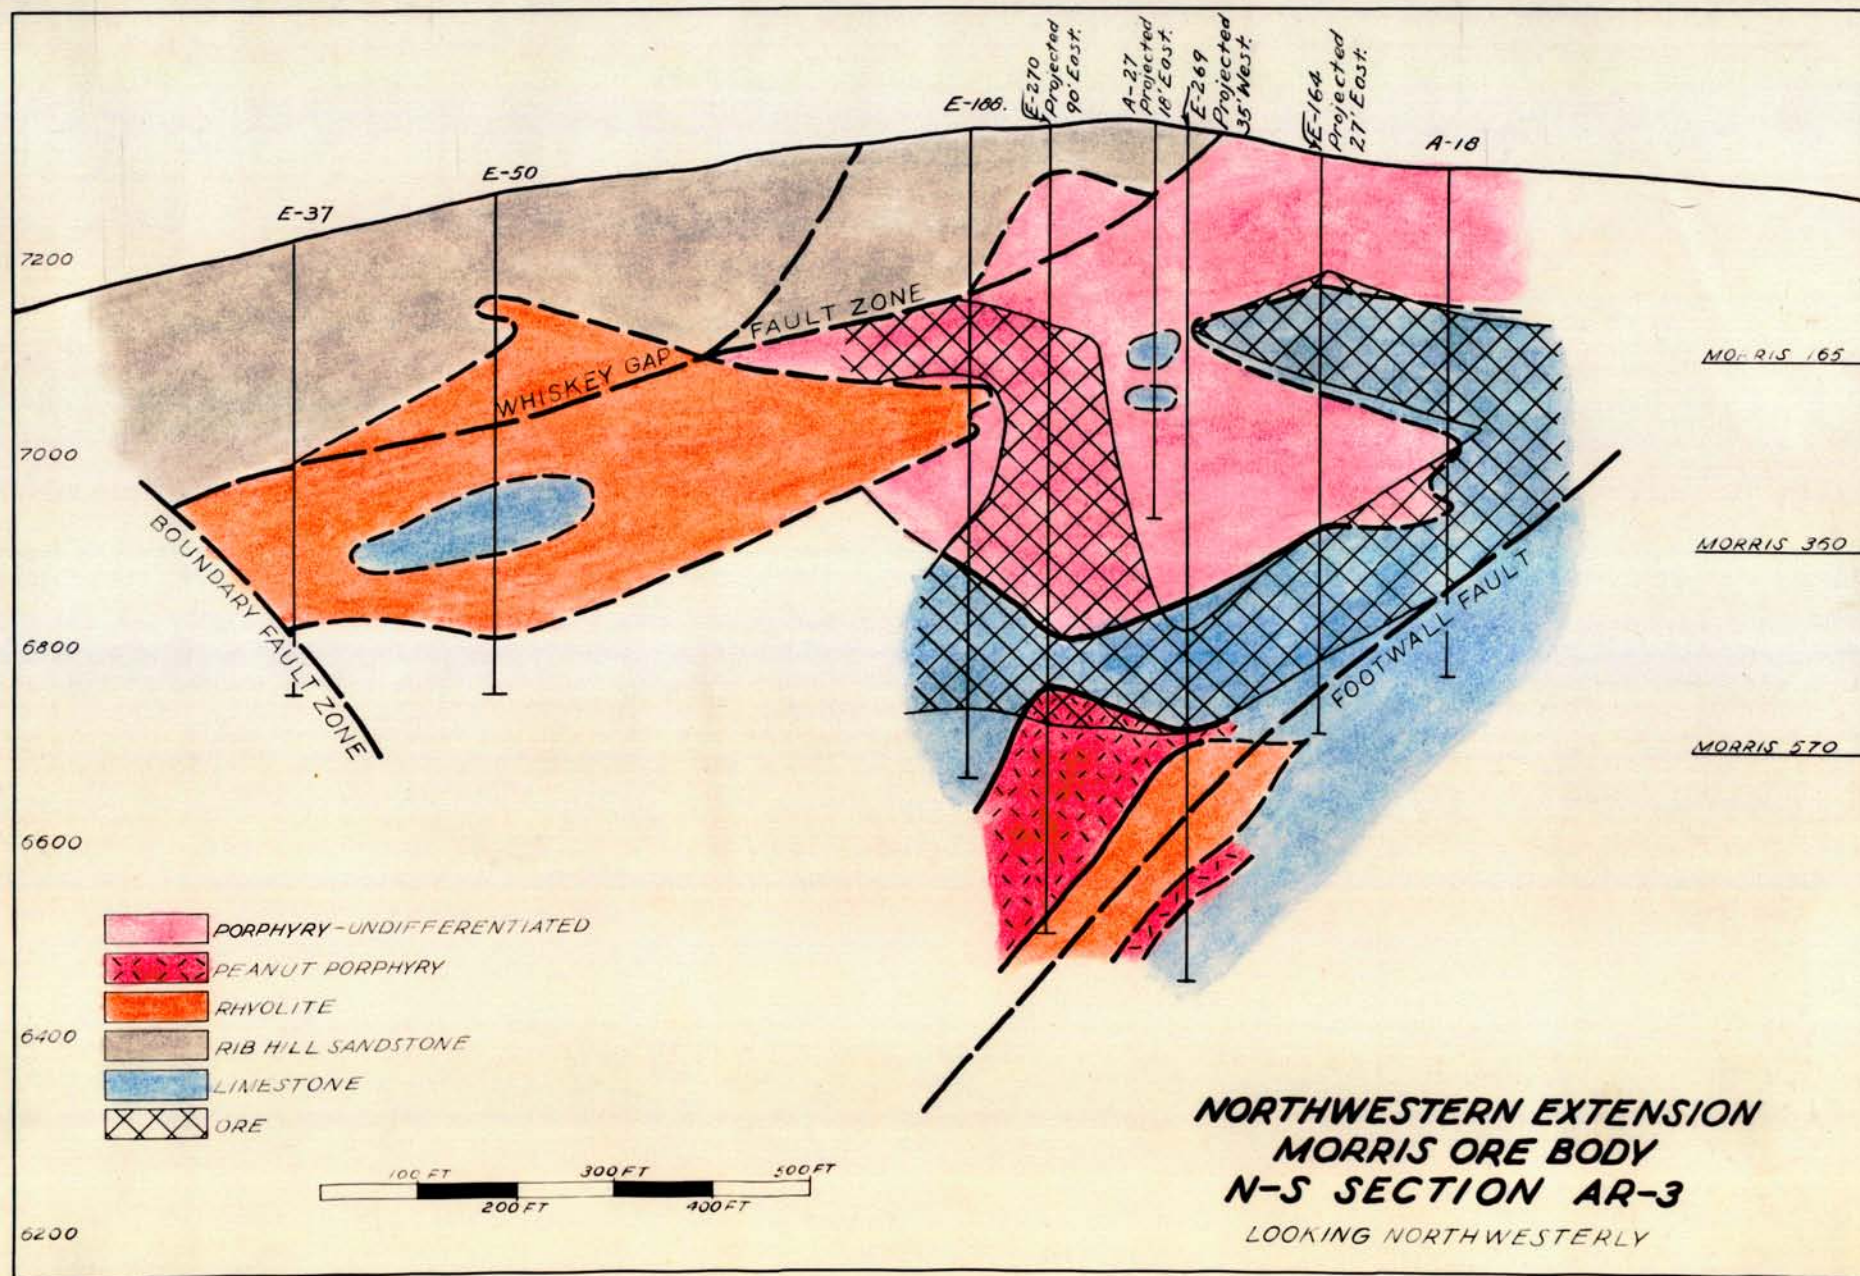 E-37
E-50
E-188.
E-270
Projected
90' East.
A-27
Projected
18' East.
E-269
Projected
35' West.
E-164
Projected
27' East.
A-18
7200
7000
6800
6600
6400
6200
WHISKEY GAP FAULT ZONE
BOUNDARY FAULT ZONE
FOOTWALL FAULT
MORRIS 165
MORRIS 360
MORRIS 570
PORPHYRY-UNDIFFERENTIATED
PEANUT PORPHYRY
RHYOLITE
RIB HILL SANDSTONE
LIMESTONE
ORE
100 FT 300 FT 500 FT
200 FT 400 FT
NORTHWESTERN EXTENSION
MORRIS ORE BODY
N-S SECTION AR-3
LOOKING NORTHWESTERLY